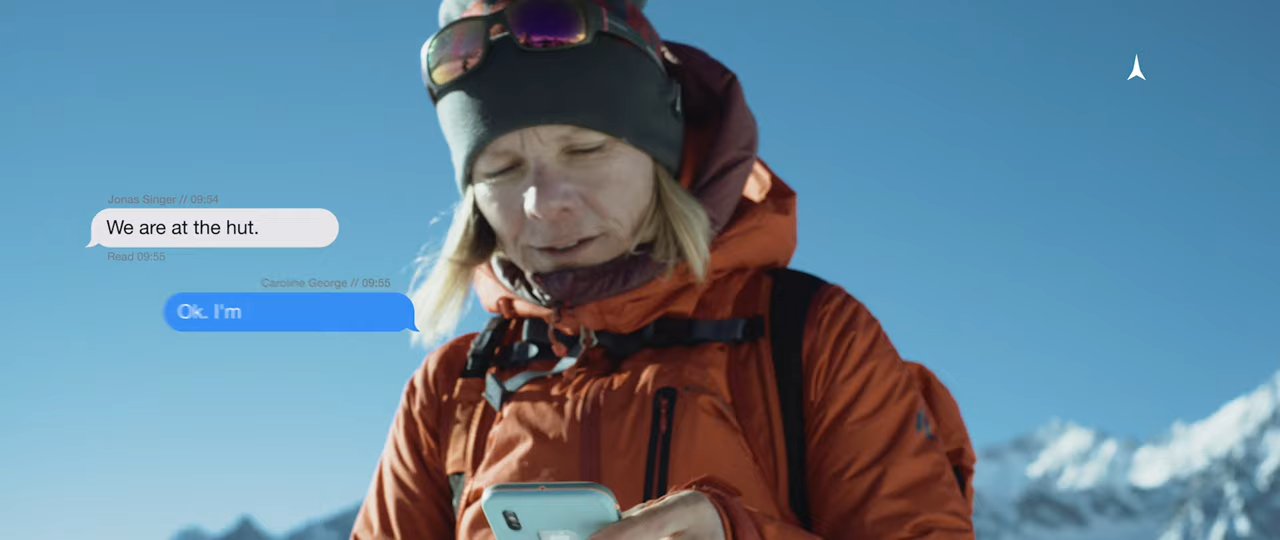 Jonas Singer // 09:54
We are at the hut.
Read 09:55
Caroline George // 09:55
Ok. I'm